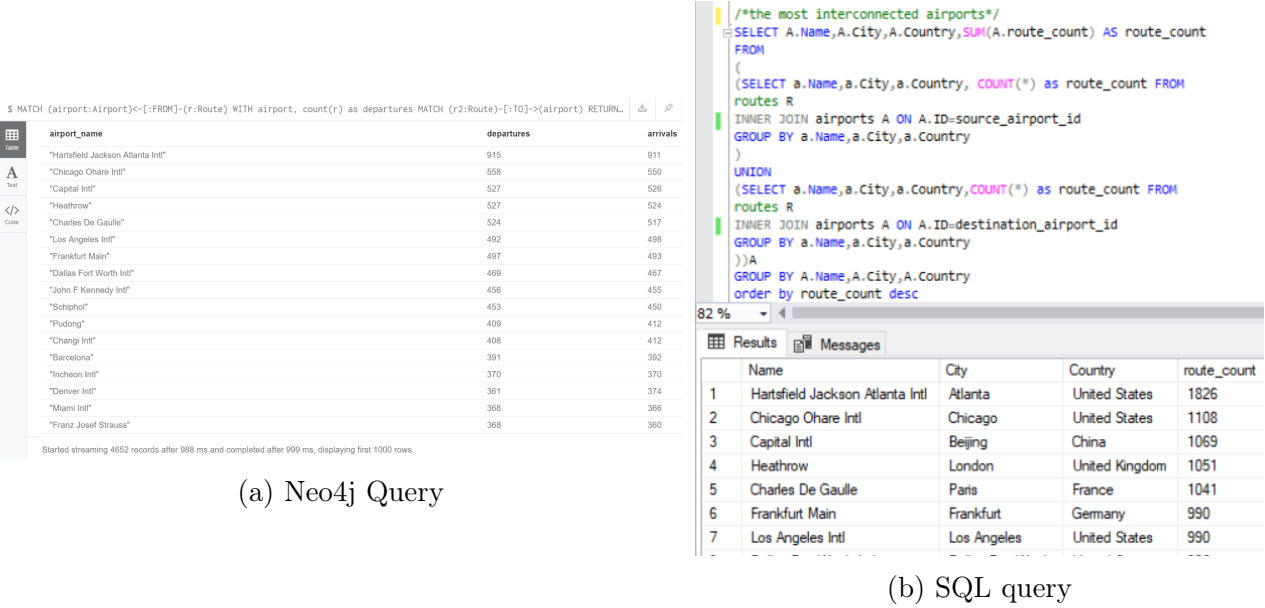 $ MATCH (airport:Airport)<-[:FROM]-(r:Route) WITH airport, count(r) as departures MATCH (r2:Route)-[:TO]->(airport) RETURN…
Table
Text
Code
airport_name departures arrivals
"Hartsfield Jackson Atlanta Intl" 915 911
"Chicago Ohare Intl" 558 550
"Capital Intl" 527 526
"Heathrow" 527 524
"Charles De Gaulle" 524 517
"Los Angeles Intl" 492 498
"Frankfurt Main" 497 493
"Dallas Fort Worth Intl" 469 467
"John F Kennedy Intl" 456 455
"Schiphol" 453 450
"Pudong" 409 412
"Changi Intl" 408 412
"Barcelona" 391 392
"Incheon Intl" 370 370
"Denver Intl" 361 374
"Miami Intl" 368 366
"Franz Josef Strauss" 368 360
Started streaming 4652 records after 988 ms and completed after 999 ms, displaying first 1000 rows.
(a) Neo4j Query
/*the most interconnected airports*/
SELECT A.Name,A.City,A.Country,SUM(A.route_count) AS route_count
FROM
(
(SELECT a.Name,a.City,a.Country, COUNT(*) as route_count FROM
routes R
INNER JOIN airports A ON A.ID=source_airport_id
GROUP BY a.Name,a.City,a.Country
)
UNION
(SELECT a.Name,a.City,a.Country,COUNT(*) as route_count FROM
routes R
INNER JOIN airports A ON A.ID=destination_airport_id
GROUP BY a.Name,a.City,a.Country
))A
GROUP BY A.Name,A.City,A.Country
order by route_count desc
82 %
Results Messages
Name City Country route_count
1 Hartsfield Jackson Atlanta Intl Atlanta United States 1826
2 Chicago Ohare Intl Chicago United States 1108
3 Capital Intl Beijing China 1069
4 Heathrow London United Kingdom 1051
5 Charles De Gaulle Paris France 1041
6 Frankfurt Main Frankfurt Germany 990
7 Los Angeles Intl Los Angeles United States 990
(b) SQL query